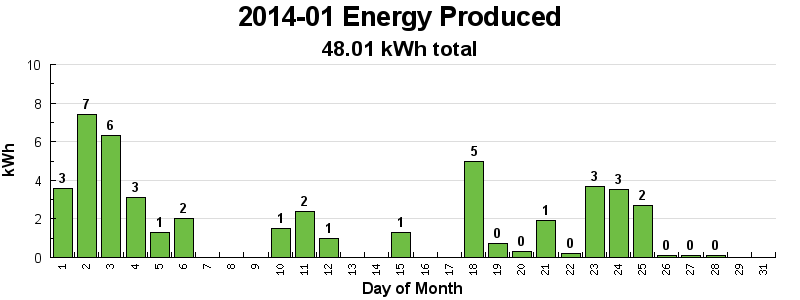 2014-01 Energy Produced
48.01 kWh total
kWh
10
8
6
4
2
0
3 7 6 3 1 2 1 2 1 1 5 0 0 1 0 3 3 2 0 0 0
1 2 3 4 5 6 7 8 9 10 11 12 13 14 15 16 17 18 19 20 21 22 23 24 25 26 27 28 29 31
Day of Month